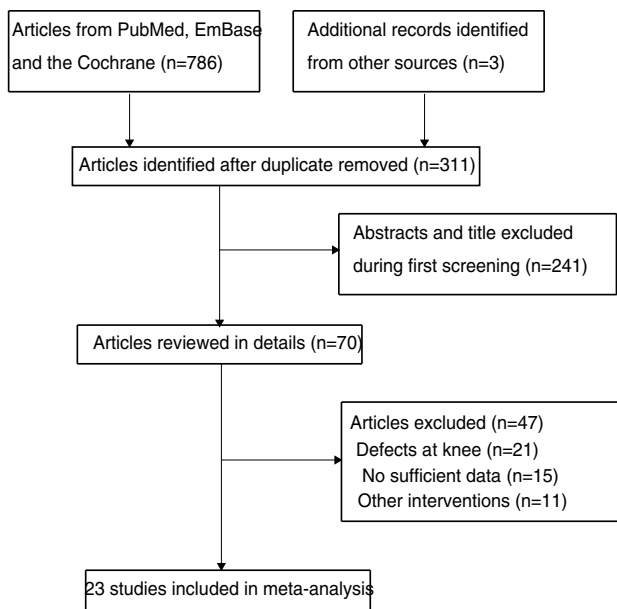 Articles from PubMed, EmBase
and the Cochrane (n=786)
Additional records identified
from other sources (n=3)
Articles identified after duplicate removed (n=311)
Abstracts and title excluded
during first screening (n=241)
Articles reviewed in details (n=70)
Articles excluded (n=47)
Defects at knee (n=21)
No sufficient data (n=15)
Other interventions (n=11)
23 studies included in meta-analysis